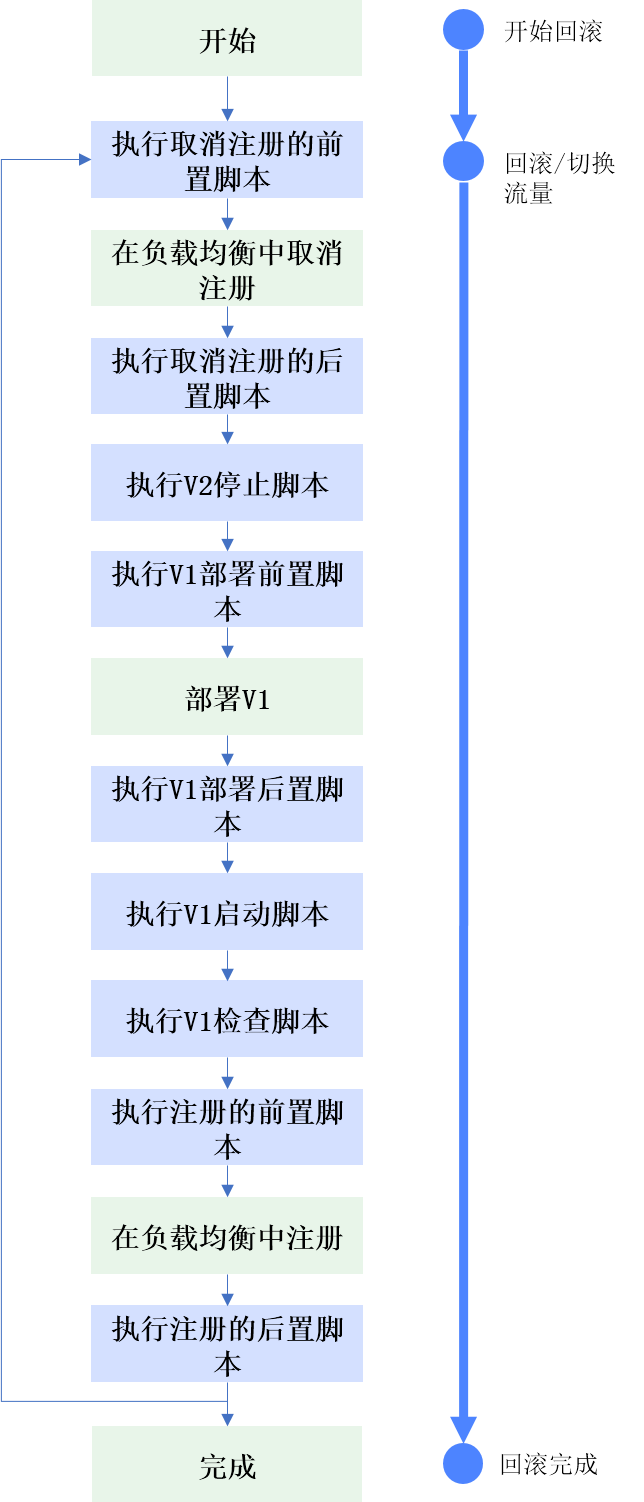 开始
执行取消注册的前
置脚本
在负载均衡中取消
注册
执行取消注册的后
置脚本
执行V2停止脚本
执行V1部署前置脚
本
部署V1
执行V1部署后置脚
本
执行V1启动脚本
执行V1检查脚本
执行注册的前置脚
本
在负载均衡中注册
执行注册的后置脚
本
完成
开始回滚
回滚/切换
流量
回滚完成